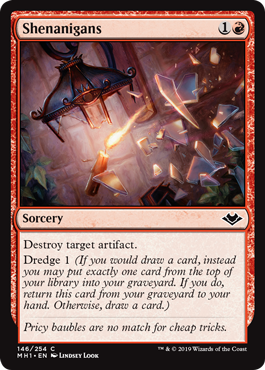 Shenanigans 1
Sorcery
Destroy target artifact.
Dredge 1 (If you would draw a card, instead
you may put exactly one card from the top of
your library into your graveyard. If you do,
return this card from your graveyard to your
hand. Otherwise, draw a card.)
Pricy baubles are no match for cheap tricks.
146/254 C
MH1 • EN Lindsey Look ™ & © 2019 Wizards of the Coast